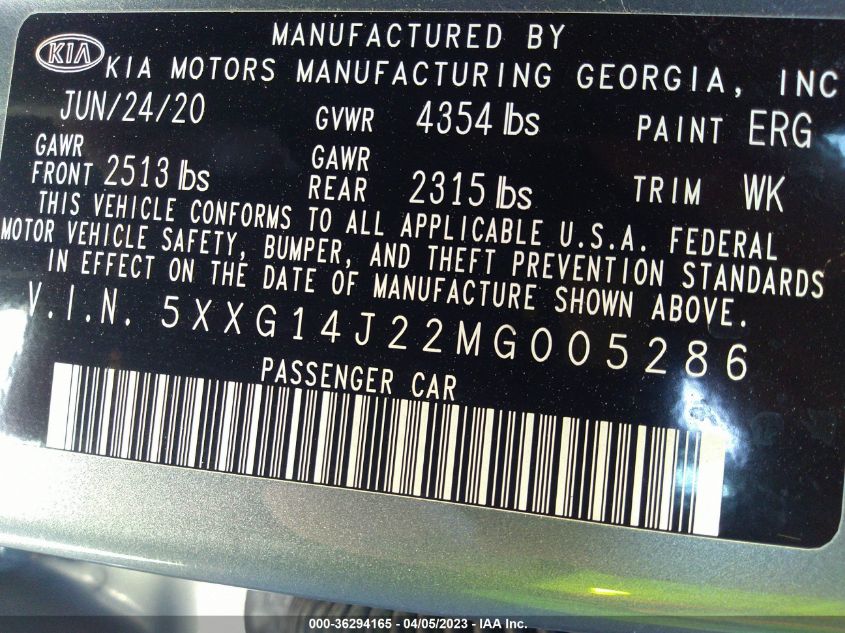 MANUFACTURED BY
KIA KIA MOTORS MANUFACTURING GEORGIA, INC
JUN/24/20 GVWR 4354 lbs PAINT ERG
GAWR FRONT 2513 lbs GAWR REAR 2315 lbs TRIM WK
THIS VEHICLE CONFORMS TO ALL APPLICABLE U.S.A. FEDERAL
MOTOR VEHICLE SAFETY, BUMPER, AND THEFT PREVENTION STANDARDS
IN EFFECT ON THE DATE OF MANUFACTURE SHOWN ABOVE.
V.I.N. 5XXG14J22MG005286
PASSENGER CAR
000-36294165 - 04/05/2023 - IAA Inc.